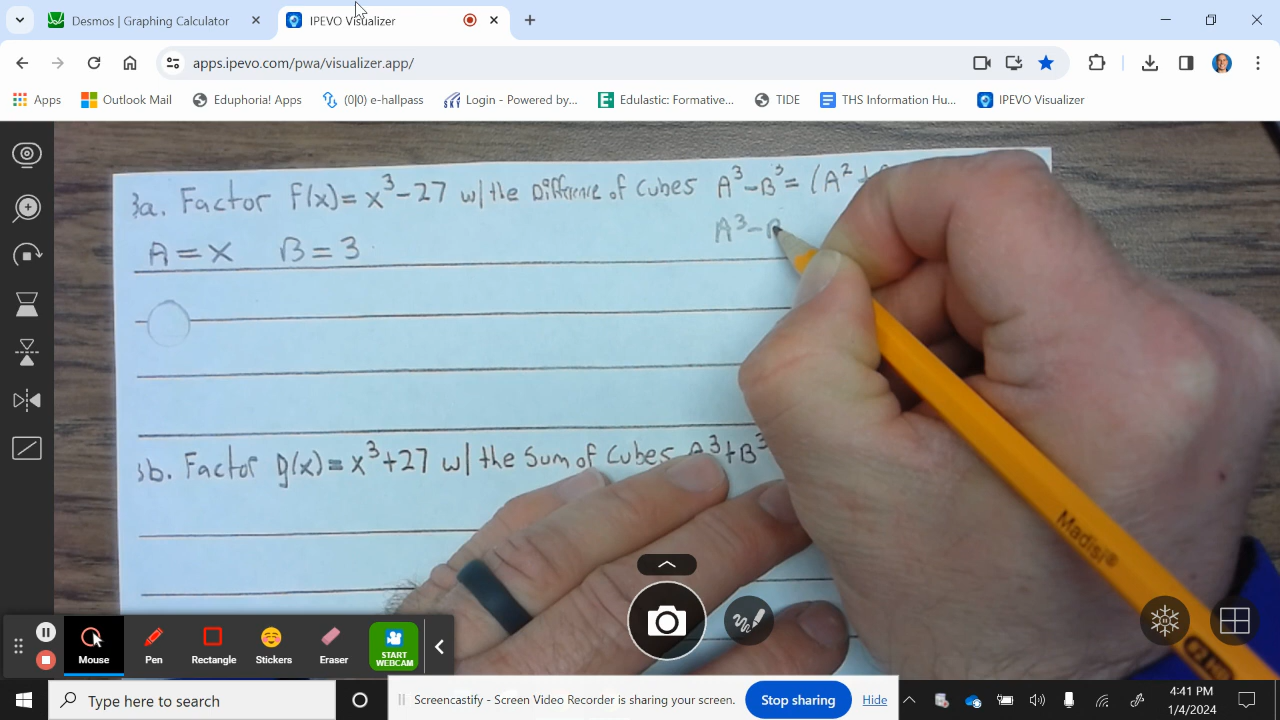 Desmos | Graphing Calculator
IPEVO Visualizer
apps.ipevo.com/pwa/visualizer.app/
Apps
Outlook Mail
Eduphoria! Apps
(0|0) e-hallpass
Login - Powered by...
Edulastic: Formative...
TIDE
THS Information Hu...
IPEVO Visualizer
3a. Factor f(x)=x³-27 w/ the Difference of Cubes A³-B³=(A²+
A³-B
A=x B=3
3b. Factor g(x)=x³+27 w/ the Sum of Cubes A³+B³
Madisi®
Mouse
Pen
Rectangle
Stickers
Eraser
START
WEBCAM
Type here to search
Screencastify - Screen Video Recorder is sharing your screen.
Stop sharing
Hide
4:41 PM
1/4/2024